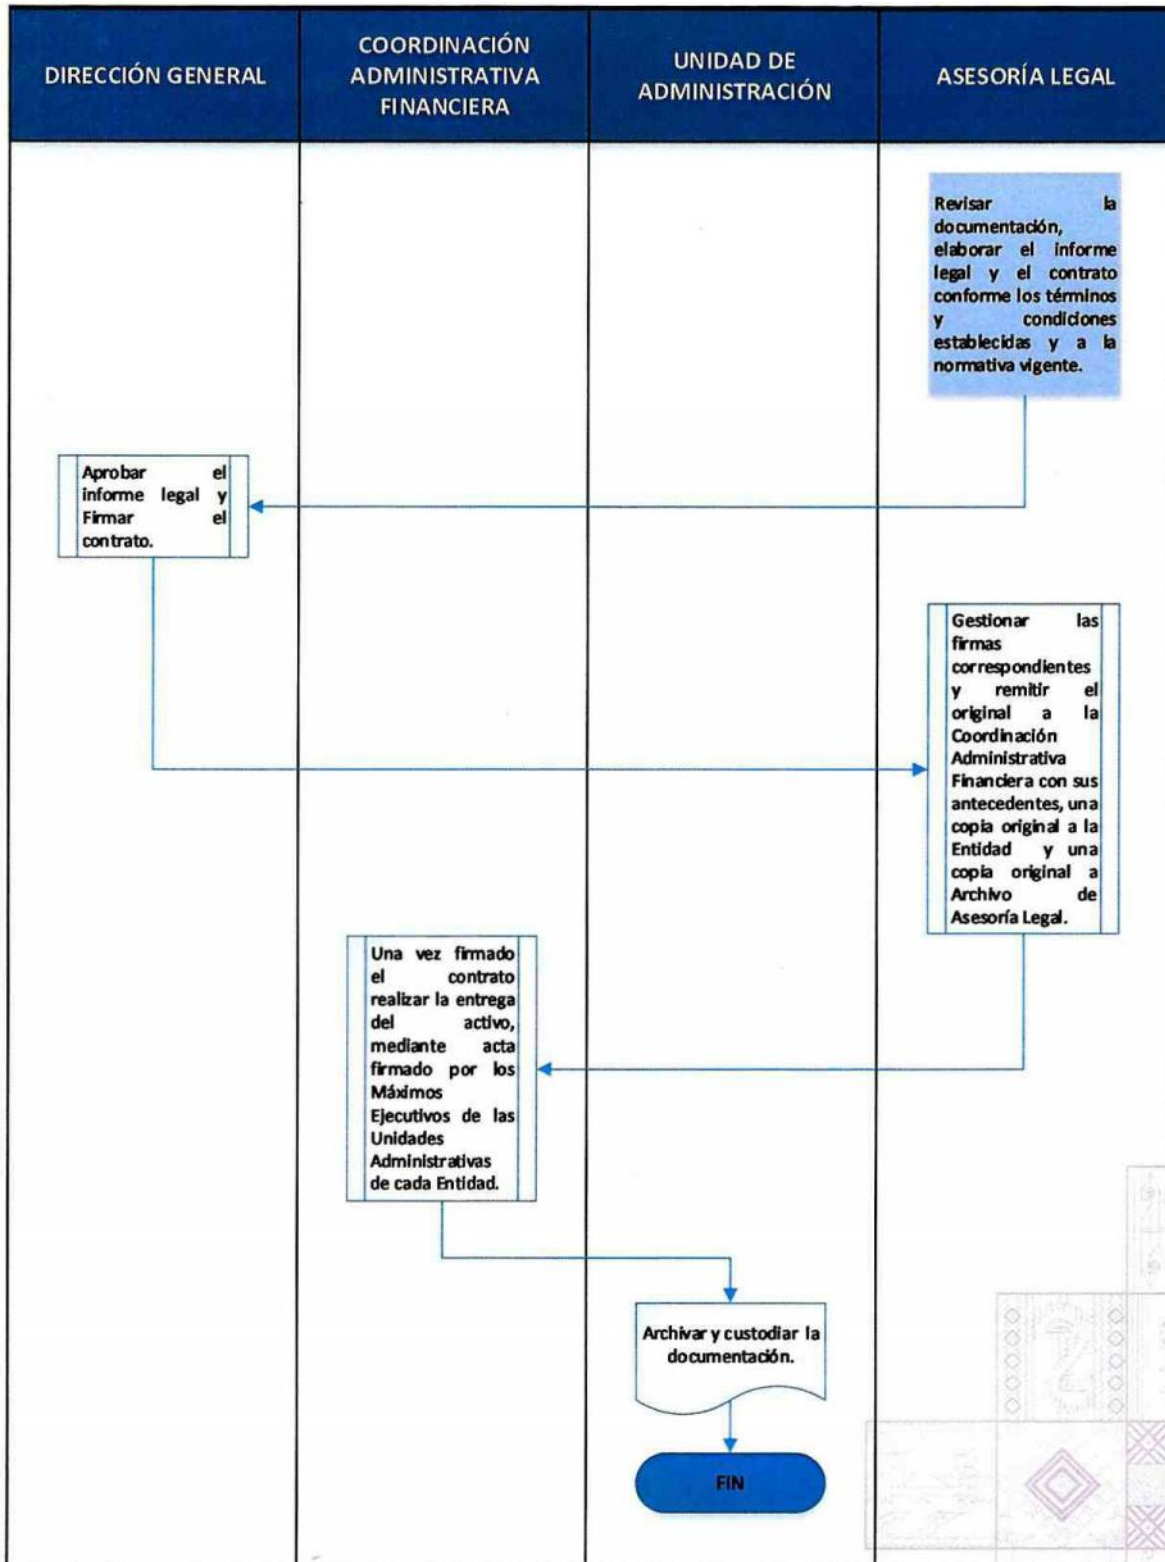 DIRECCIÓN GENERAL
COORDINACIÓN
ADMINISTRATIVA
FINANCIERA
UNIDAD DE
ADMINISTRACIÓN
ASESORÍA LEGAL
Revisar la
documentación,
elaborar el informe
legal y el contrato
conforme los términos
y condiciones
establecidas y a la
normativa vigente.
Aprobar el
informe legal y
Firmar el
contrato.
Gestionar las
firmas
correspondientes
y remitir el
original a la
Coordinación
Administrativa
Financiera con sus
antecedentes, una
copia original a la
Entidad y una
copia original a
Archivo de
Asesoría Legal.
Una vez firmado
el contrato
realizar la entrega
del activo,
mediante acta
firmado por los
Máximos
Ejecutivos de las
Unidades
Administrativas
de cada Entidad.
Archivar y custodiar la
documentación.
FIN